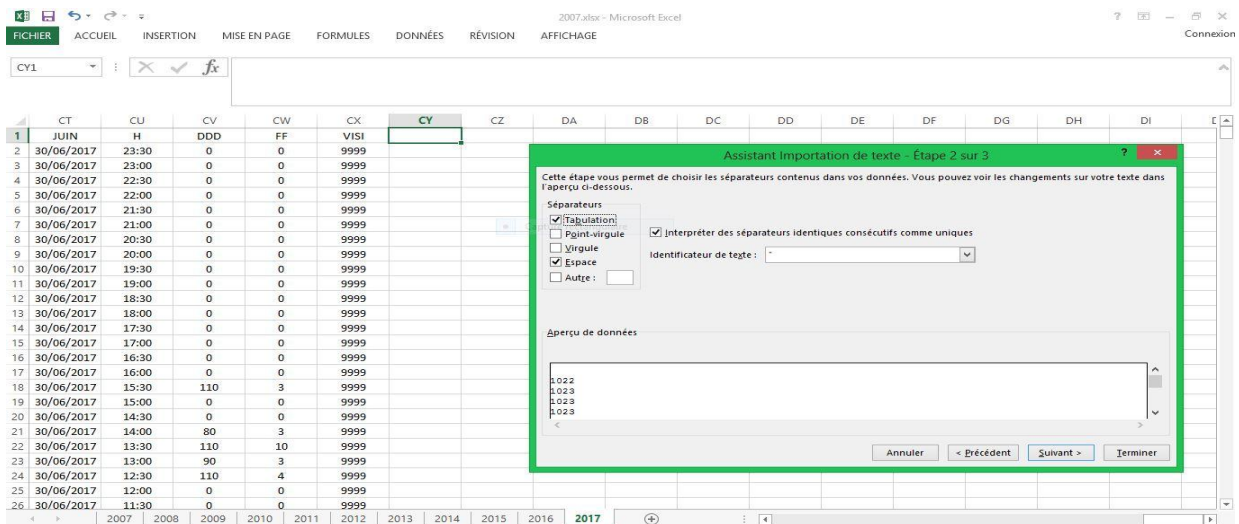 2007.xlsx - Microsoft Excel
FICHIER ACCUEIL INSERTION MISE EN PAGE FORMULES DONNÉES RÉVISION AFFICHAGE Connexion
CY1 fx
CT CU CV CW CX CY CZ DA DB DC DD DE DF DG DH DI
1 JUIN H DDD FF VISI
2 30/06/2017 23:30 0 0 9999
3 30/06/2017 23:00 0 0 9999
4 30/06/2017 22:30 0 0 9999
5 30/06/2017 22:00 0 0 9999
6 30/06/2017 21:30 0 0 9999
7 30/06/2017 21:00 0 0 9999
8 30/06/2017 20:30 0 0 9999
9 30/06/2017 20:00 0 0 9999
10 30/06/2017 19:30 0 0 9999
11 30/06/2017 19:00 0 0 9999
12 30/06/2017 18:30 0 0 9999
13 30/06/2017 18:00 0 0 9999
14 30/06/2017 17:30 0 0 9999
15 30/06/2017 17:00 0 0 9999
16 30/06/2017 16:30 0 0 9999
17 30/06/2017 16:00 0 0 9999
18 30/06/2017 15:30 110 3 9999
19 30/06/2017 15:00 0 0 9999
20 30/06/2017 14:30 0 0 9999
21 30/06/2017 14:00 80 3 9999
22 30/06/2017 13:30 110 10 9999
23 30/06/2017 13:00 90 3 9999
24 30/06/2017 12:30 110 4 9999
25 30/06/2017 12:00 0 0 9999
26 30/06/2017 11:30 0 0 9999
Assistant Importation de texte - Étape 2 sur 3
Cette étape vous permet de choisir les séparateurs contenus dans vos données. Vous pouvez voir les changements sur votre texte dans
l'aperçu ci-dessous.
Séparateurs
Tabulation
Point-virgule
Virgule
Espace
Autre :
Interpréter des séparateurs identiques consécutifs comme uniques
Identificateur de texte : "
Aperçu de données
1022
1023
1023
1023
Annuler < Précédent Suivant > Terminer
2007 2008 2009 2010 2011 2012 2013 2014 2015 2016 2017